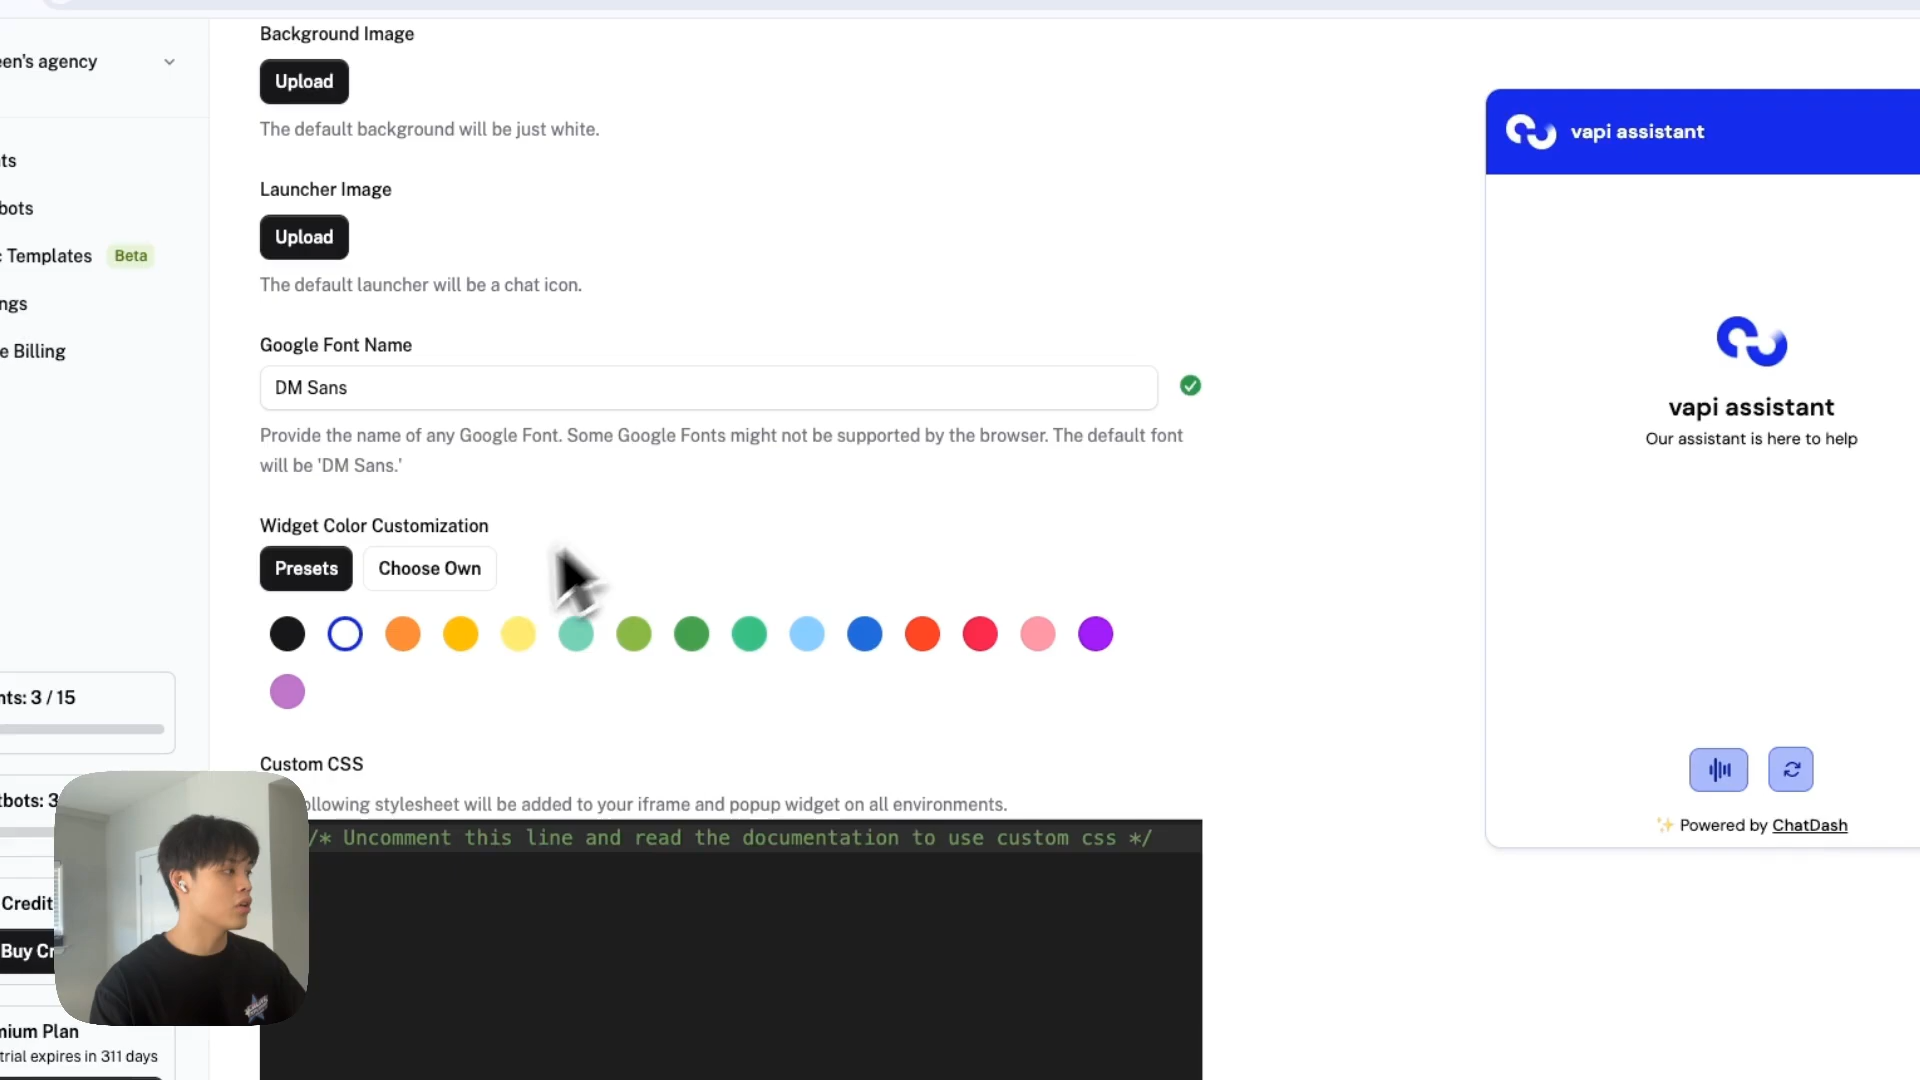 een's agency
ts
bots
Templates Beta
ngs
e Billing
nts: 3 / 15
tbots: 3
Credit
Buy Cr
mium Plan
trial expires in 311 days
Background Image
Upload
The default background will be just white.
Launcher Image
Upload
The default launcher will be a chat icon.
Google Font Name
DM Sans
Provide the name of any Google Font. Some Google Fonts might not be supported by the browser. The default font
will be 'DM Sans.'
Widget Color Customization
Presets Choose Own
Custom CSS
ollowing stylesheet will be added to your iframe and popup widget on all environments.
/* Uncomment this line and read the documentation to use custom css */
vapi assistant
vapi assistant
Our assistant is here to help
✨ Powered by ChatDash